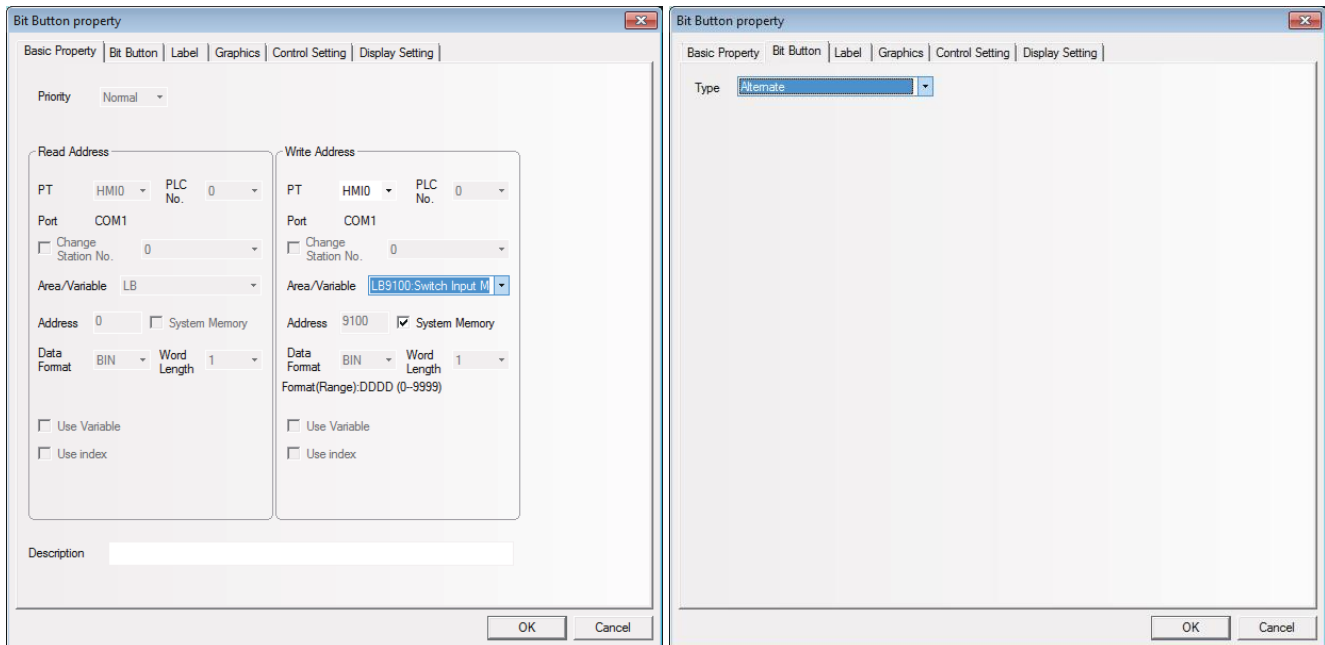 Bit Button property
Basic Property Bit Button Label Graphics Control Setting Display Setting
Priority Normal
Read Address
PT HMI0 PLC No. 0
Port COM1
Change Station No. 0
Area/Variable LB
Address 0 System Memory
Data Format BIN Word Length 1
Use Variable
Use index
Write Address
PT HMI0 PLC No. 0
Port COM1
Change Station No. 0
Area/Variable LB9100:Switch Input M
Address 9100 System Memory
Data Format BIN Word Length 1
Format(Range):DDDD (0~9999)
Use Variable
Use index
Description
OK Cancel
Bit Button property
Basic Property Bit Button Label Graphics Control Setting Display Setting
Type Alternate
OK Cancel